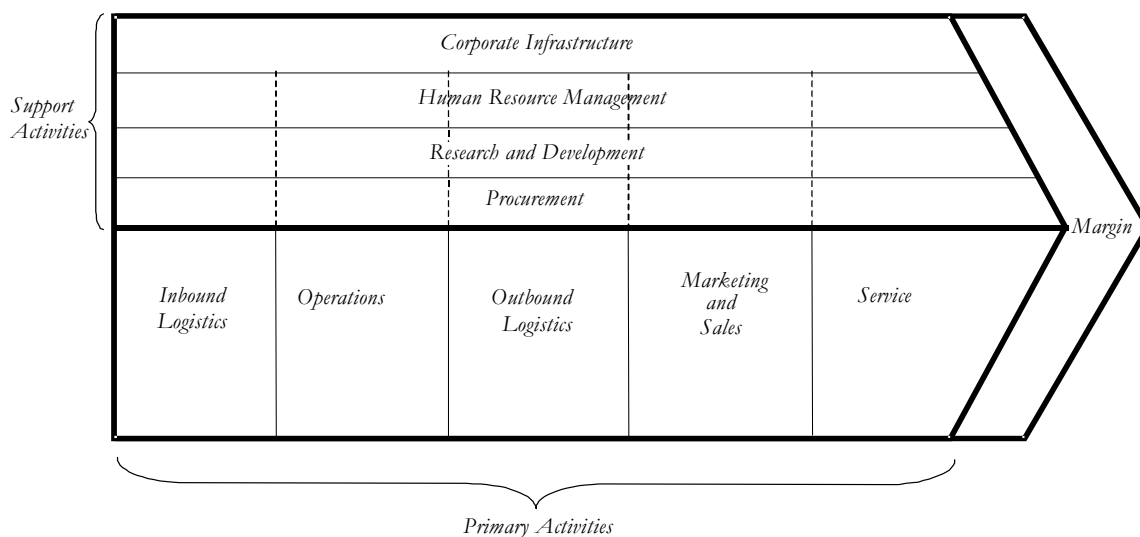 Corporate Infrastructure
Human Resource Management
Support
Activities
Research and Development
Procurement
Margin
Inbound
Logistics
Operations
Outbound
Logistics
Marketing
and
Sales
Service
Primary Activities